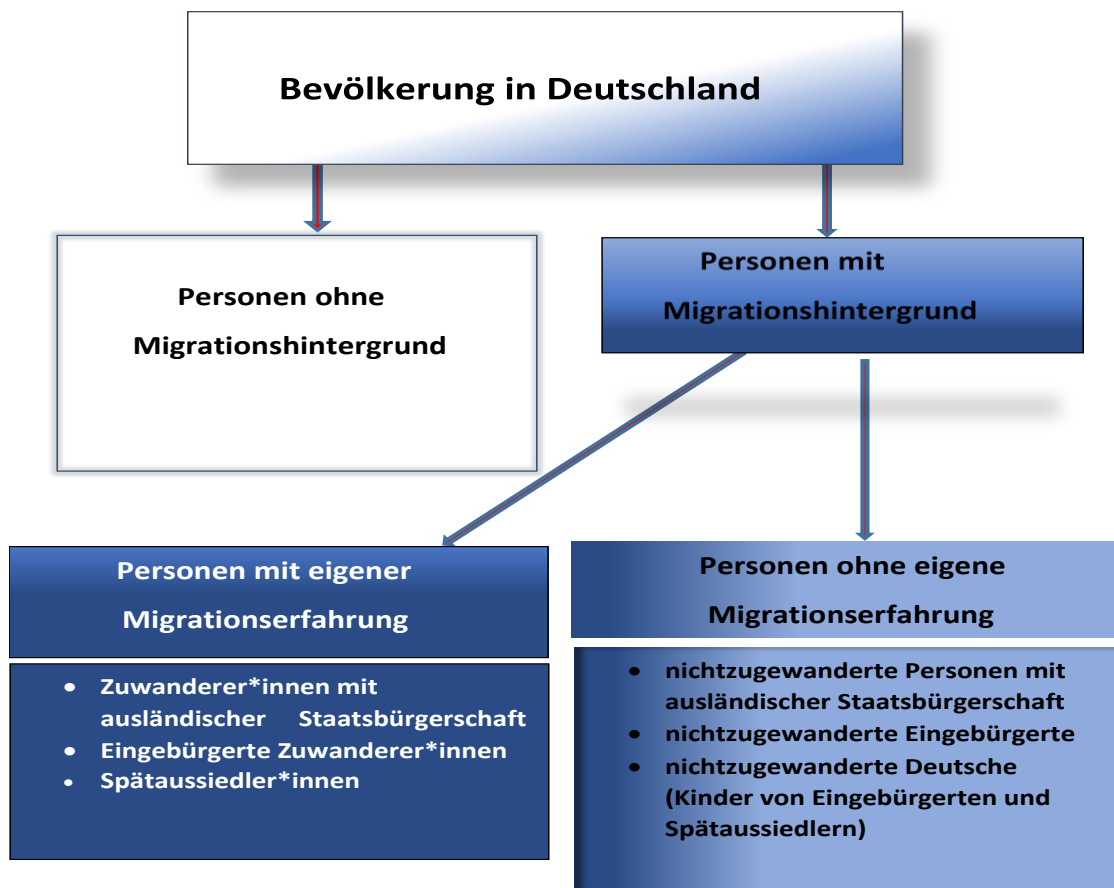 Bevölkerung in Deutschland
Personen ohne
Migrationshintergrund
Personen mit
Migrationshintergrund
Personen mit eigener
Migrationserfahrung
• Zuwanderer*innen mit
ausländischer Staatsbürgerschaft
• Eingebürgerte Zuwanderer*innen
• Spätaussiedler*innen
Personen ohne eigene
Migrationserfahrung
• nichtzugewanderte Personen mit
ausländischer Staatsbürgerschaft
• nichtzugewanderte Eingebürgerte
• nichtzugewanderte Deutsche
(Kinder von Eingebürgerten und
Spätaussiedlern)